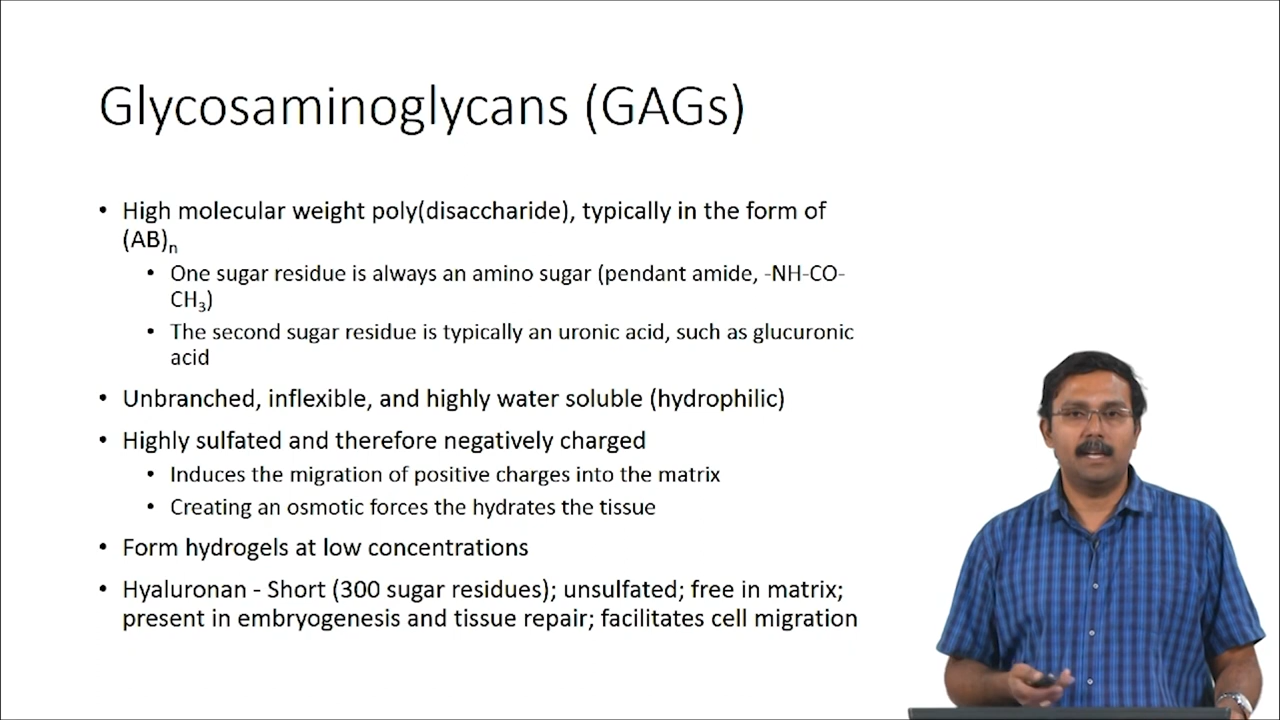 Glycosaminoglycans (GAGs)
• High molecular weight poly(disaccharide), typically in the form of
(AB)n
• One sugar residue is always an amino sugar (pendant amide, -NH-CO-
CH3)
• The second sugar residue is typically an uronic acid, such as glucuronic
acid
• Unbranched, inflexible, and highly water soluble (hydrophilic)
• Highly sulfated and therefore negatively charged
• Induces the migration of positive charges into the matrix
• Creating an osmotic forces the hydrates the tissue
• Form hydrogels at low concentrations
• Hyaluronan - Short (300 sugar residues); unsulfated; free in matrix;
present in embryogenesis and tissue repair; facilitates cell migration